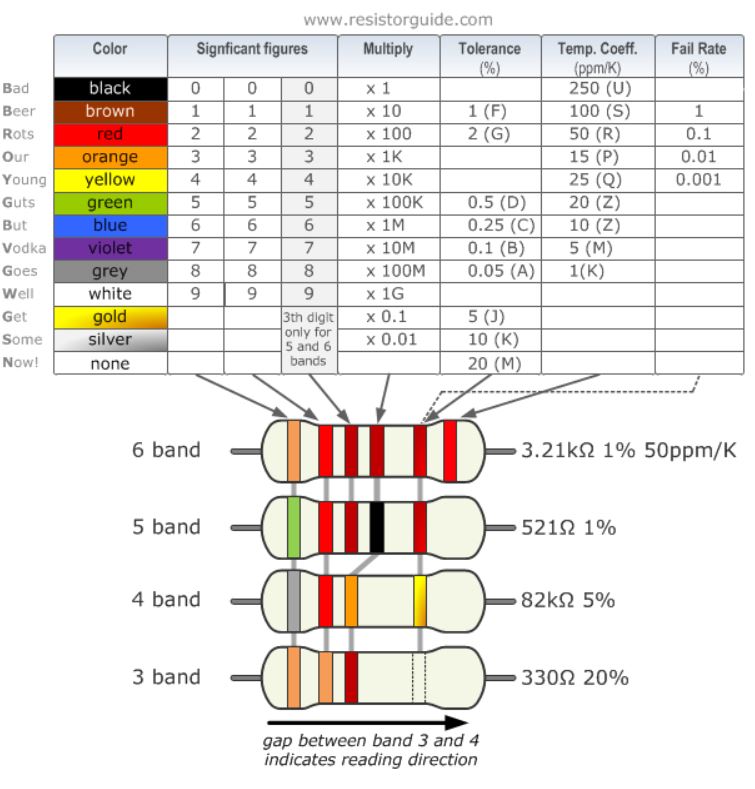 www.resistorguide.com
Color Signficant figures Multiply Tolerance (%) Temp. Coeff. (ppm/K) Fail Rate (%)
Bad black 0 0 0 x 1 250 (U)
Beer brown 1 1 1 x 10 1 (F) 100 (S) 1
Rots red 2 2 2 x 100 2 (G) 50 (R) 0.1
Our orange 3 3 3 x 1K 15 (P) 0.01
Young yellow 4 4 4 x 10K 25 (Q) 0.001
Guts green 5 5 5 x 100K 0.5 (D) 20 (Z)
But blue 6 6 6 x 1M 0.25 (C) 10 (Z)
Vodka violet 7 7 7 x 10M 0.1 (B) 5 (M)
Goes grey 8 8 8 x 100M 0.05 (A) 1(K)
Well white 9 9 9 x 1G
Get gold x 0.1 5 (J)
Some silver x 0.01 10 (K)
Now! none 20 (M)
3th digit
only for
5 and 6
bands
6 band 3.21kΩ 1% 50ppm/K
5 band 521Ω 1%
4 band 82kΩ 5%
3 band 330Ω 20%
gap between band 3 and 4
indicates reading direction